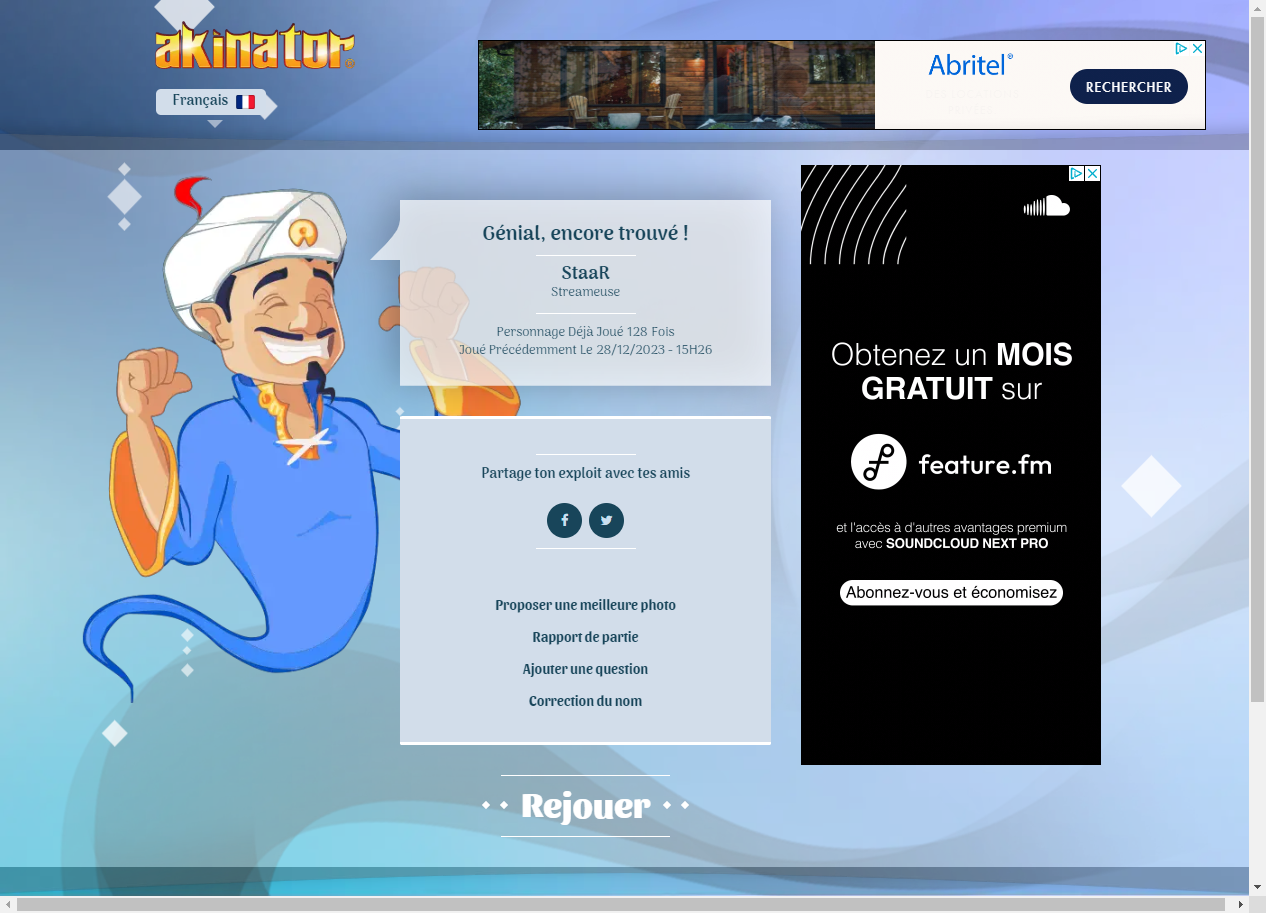 akinator
Français
Abritel®
RECHERCHER
Génial, encore trouvé !
StaaR
Streameuse
Personnage Déjà Joué 128 Fois
Joué Précédemment Le 28/12/2023 - 15H26
Partage ton exploit avec tes amis
Proposer une meilleure photo
Rapport de partie
Ajouter une question
Correction du nom
Rejouer
Obtenez un MOIS
GRATUIT sur
feature.fm
et l'accès à d'autres avantages premium
avec SOUNDCLOUD NEXT PRO
Abonnez-vous et économisez